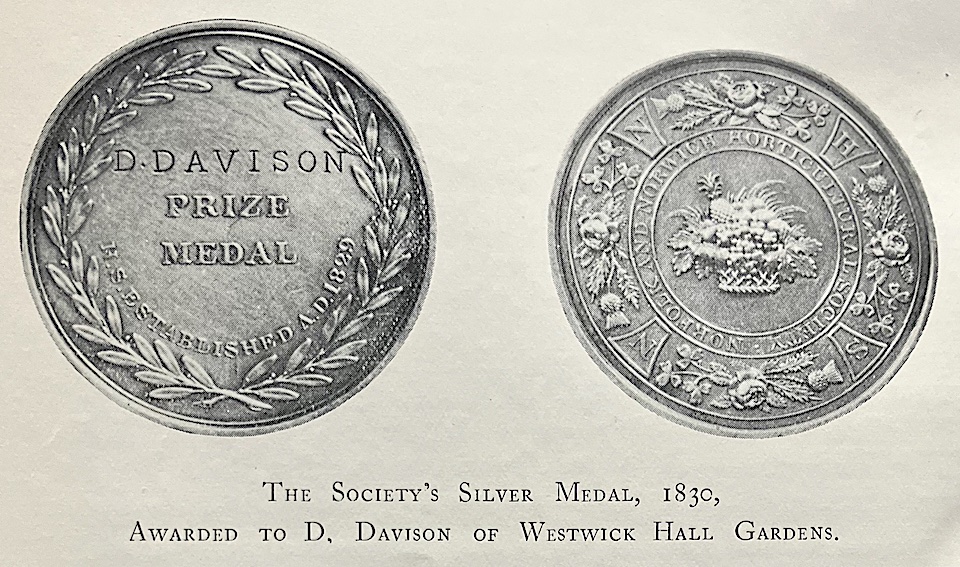 D. DAVISON
PRIZE
MEDAL
H.S. ESTABLISHED A.D. 1829
N H S N
NORFOLK AND NORWICH HORTICULTURAL SOCIETY
THE SOCIETY'S SILVER MEDAL, 1830,
AWARDED TO D. DAVISON OF WESTWICK HALL GARDENS.